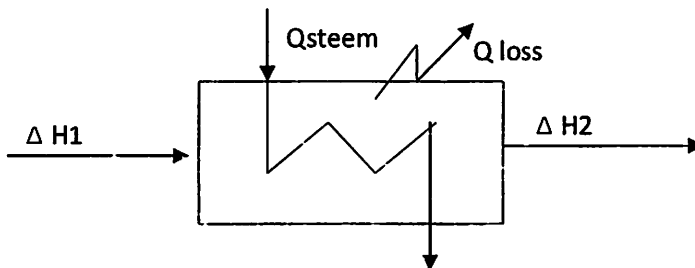 Qsteem
Q loss
Δ H1
Δ H2